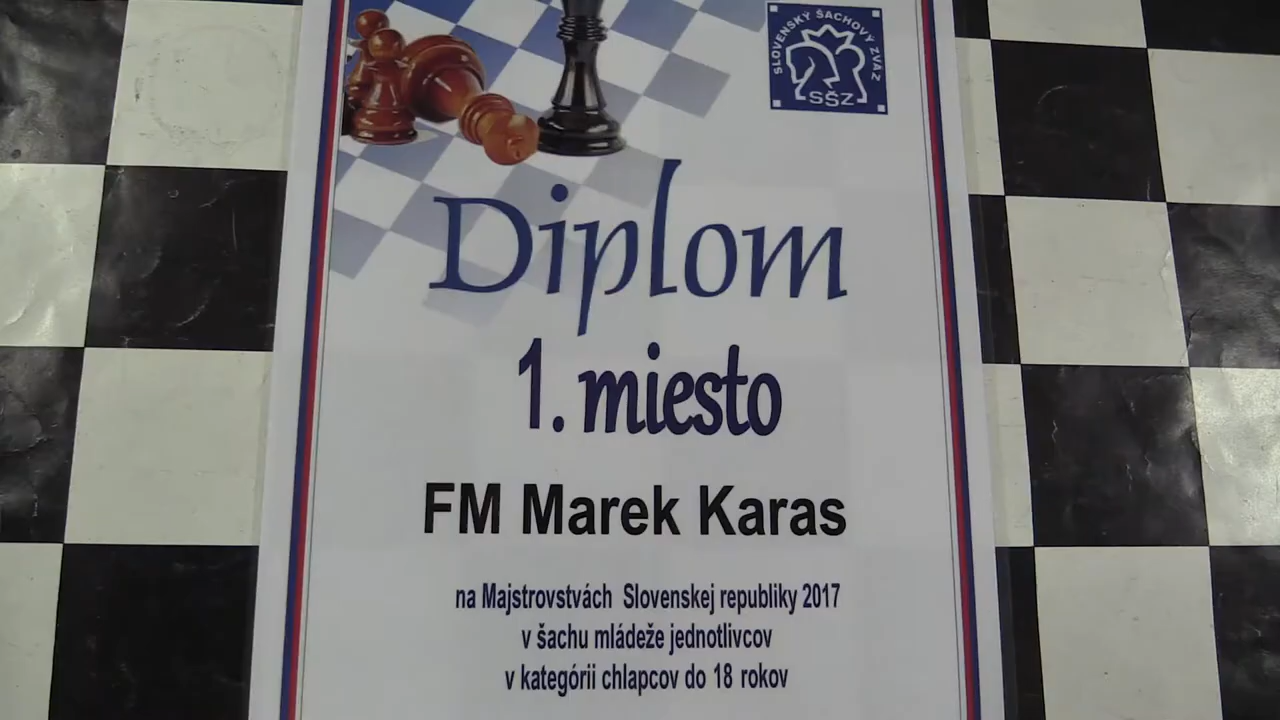 SLOVENSKÝ ŠACHOVÝ ZVÄZ
SŠZ
Diplom
1. miesto
FM Marek Karas
na Majstrovstvách Slovenskej republiky 2017
v šachu mládeže jednotlivcov
v kategórii chlapcov do 18 rokov